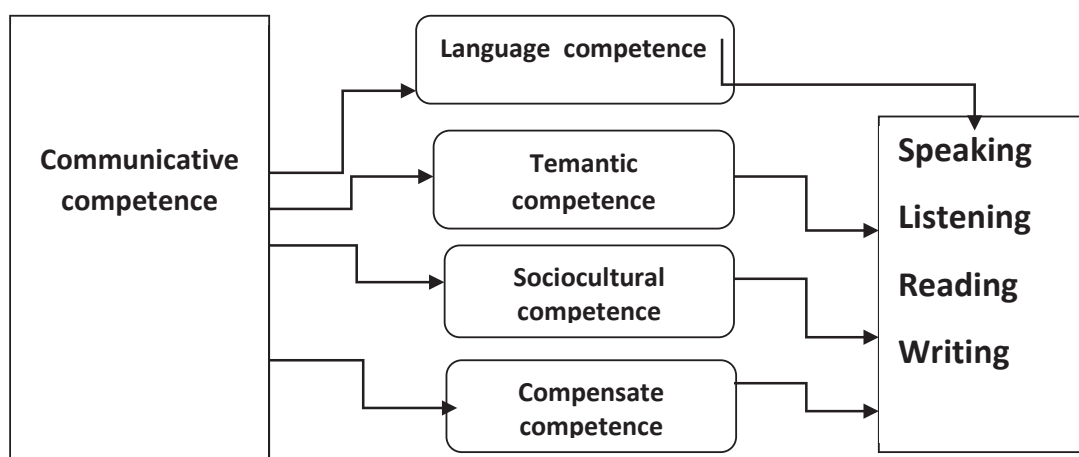 Communicative
competence
Language competence
Temantic
competence
Sociocultural
competence
Compensate
competence
Speaking
Listening
Reading
Writing